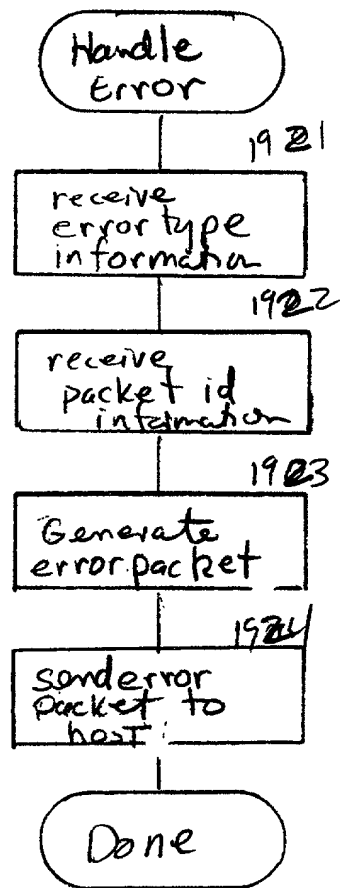 Handle
Error
1921
receive
error type
information
1922
receive
packet id
information
1923
Generate
error packet
1924
send error
packet to
host
Done